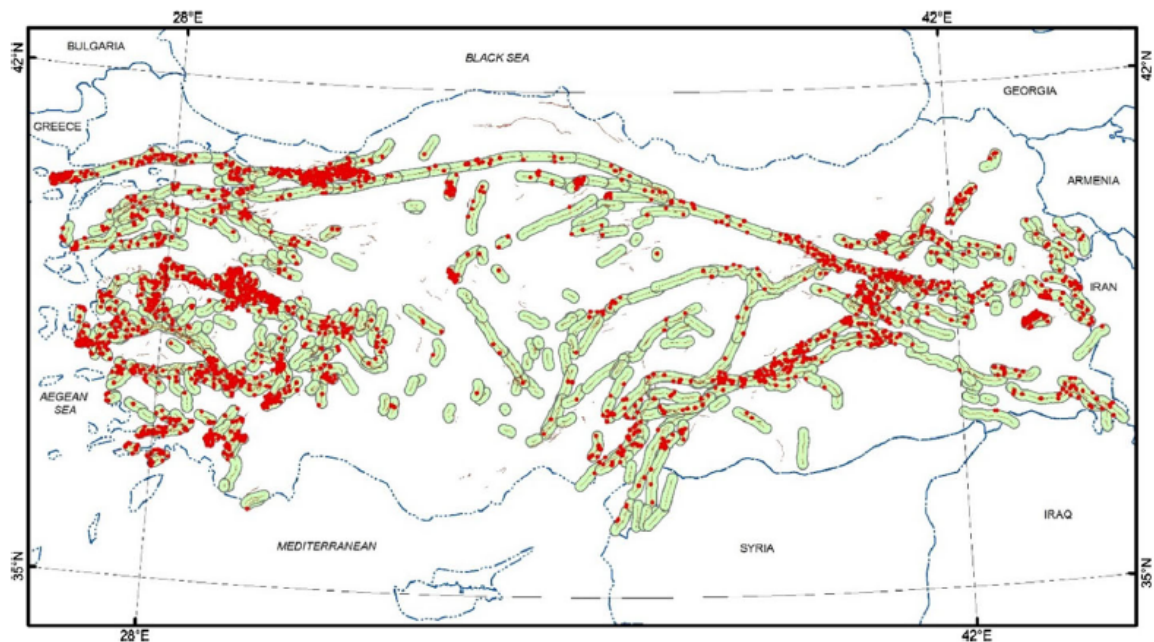 28°E
42°E
BULGARIA
BLACK SEA
42°N
42°N
GEORGIA
GREECE
ARMENIA
IRAN
AEGEAN
SEA
IRAQ
MEDITERRANEAN
SYRIA
35°N
35°N
28°E
42°E